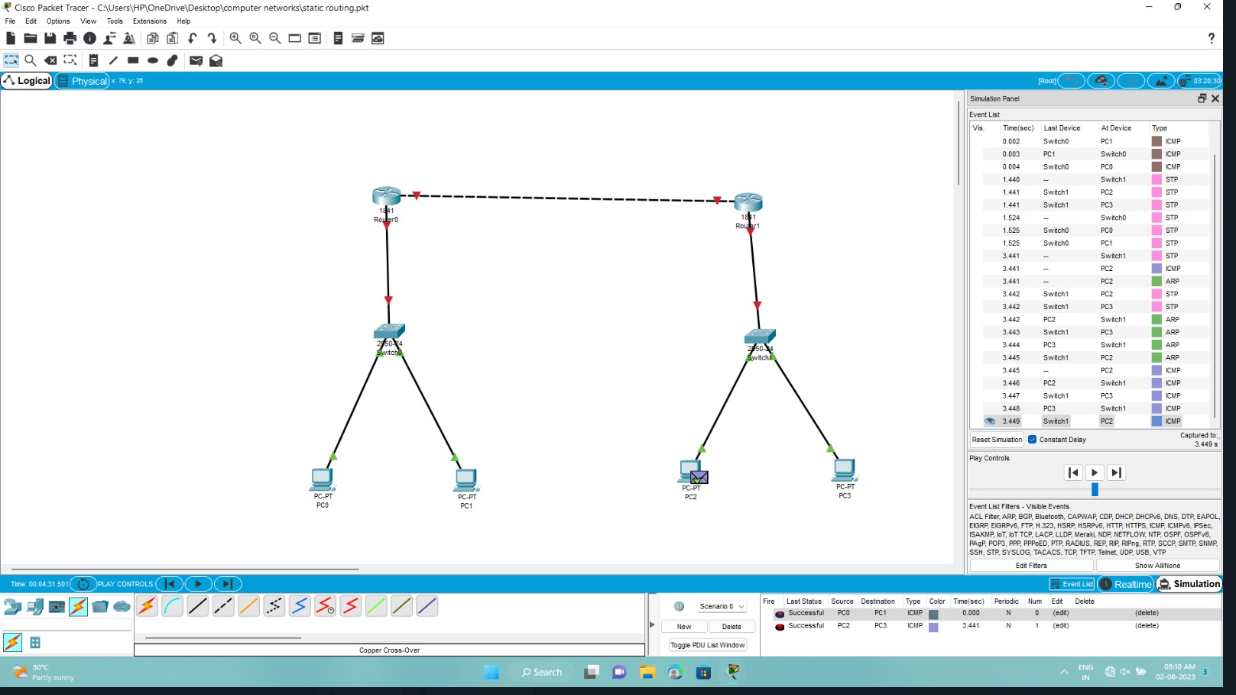 Cisco Packet Tracer - C:\Users\HP\OneDrive\Desktop\computer networks\static routing.pkt
File Edit Options View Tools Extensions Help
?
Logical Physical x: 79, y: 26 [Root] 03:20:30
Simulation Panel
Event List
Vis. Time(sec) Last Device At Device Type
0.002 Switch0 PC1 ICMP
0.003 PC1 Switch0 ICMP
0.004 Switch0 PC0 ICMP
1.440 -- Switch1 STP
1.441 Switch1 PC2 STP
1.441 Switch1 PC3 STP
1.524 -- Switch0 STP
1.525 Switch0 PC0 STP
1.525 Switch0 PC1 STP
3.441 -- Switch1 STP
3.441 -- PC2 ICMP
3.441 -- PC2 ARP
3.442 Switch1 PC2 STP
3.442 Switch1 PC3 STP
3.442 PC2 Switch1 ARP
3.443 Switch1 PC3 ARP
3.444 PC3 Switch1 ARP
3.445 Switch1 PC2 ARP
3.445 -- PC2 ICMP
3.446 PC2 Switch1 ICMP
3.447 Switch1 PC3 ICMP
3.448 PC3 Switch1 ICMP
3.449 Switch1 PC2 ICMP
Reset Simulation Constant Delay Captured to:
3.449 s
Play Controls
Event List Filters - Visible Events
ACL Filter, ARP, BGP, Bluetooth, CAPWAP, CDP, DHCP, DHCPv6, DNS, DTP, EAPOL,
EIGRP, EIGRPv6, FTP, H.323, HSRP, HSRPv6, HTTP, HTTPS, ICMP, ICMPv6, IPSec,
ISAKMP, IoT, IoT TCP, LACP, LLDP, Meraki, NDP, NETFLOW, NTP, OSPF, OSPFv6,
PAgP, POP3, PPP, PPPoED, PTP, RADIUS, REP, RIP, RIPng, RTP, SCCP, SMTP, SNMP,
SSH, STP, SYSLOG, TACACS, TCP, TFTP, Telnet, UDP, USB, VTP
Edit Filters Show All/None
1841
Router0
1841
Router1
2950-24
2950-24
PC-PT
PC0
PC-PT
PC1
PC-PT
PC2
PC-PT
PC3
Time: 00:04:31.591 PLAY CONTROLS: Event List Realtime Simulation
Scenario 0
New Delete
Toggle PDU List Window
Copper Cross-Over
Fire Last Status Source Destination Type Color Time(sec) Periodic Num Edit Delete
Successful PC0 PC1 ICMP 0.000 N 0 (edit) (delete)
Successful PC2 PC3 ICMP 3.441 N 1 (edit) (delete)
30°C
Partly sunny
Search
ENG
IN
09:10 AM
02-08-2023
3